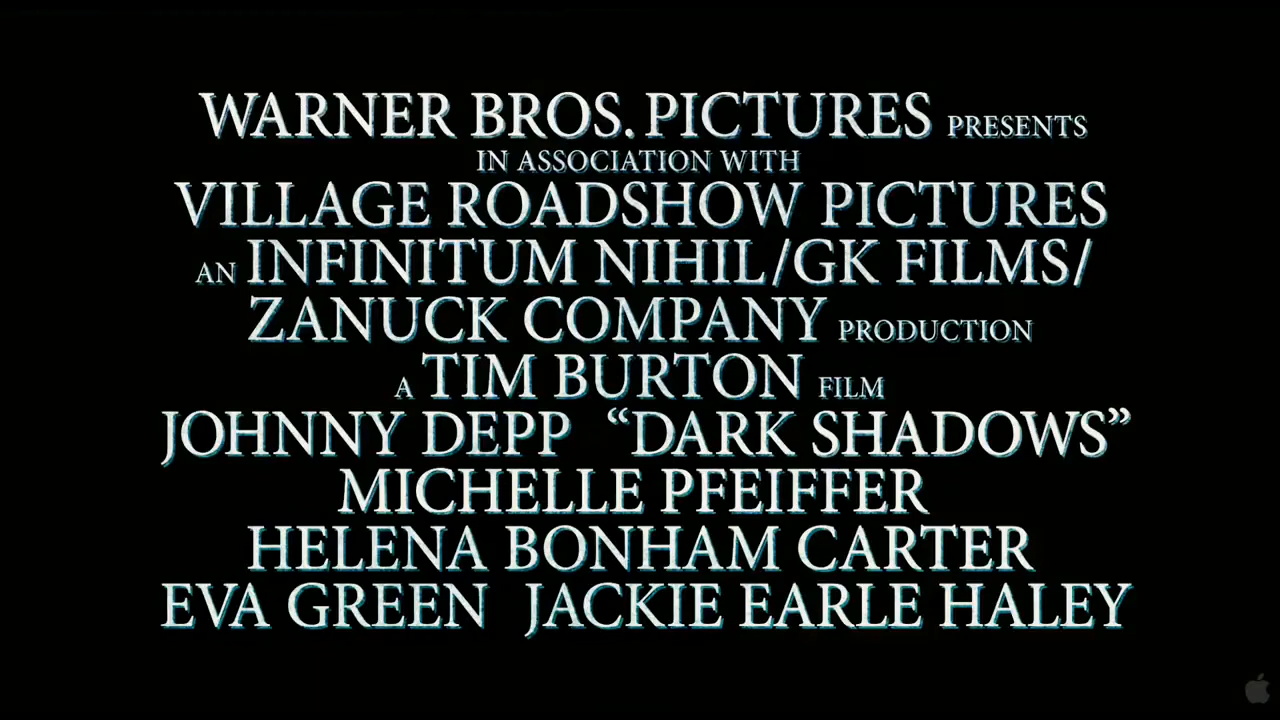 WARNER BROS. PICTURES PRESENTS
IN ASSOCIATION WITH
VILLAGE ROADSHOW PICTURES
AN INFINITUM NIHIL/GK FILMS/
ZANUCK COMPANY PRODUCTION
A TIM BURTON FILM
JOHNNY DEPP “DARK SHADOWS”
MICHELLE PFEIFFER
HELENA BONHAM CARTER
EVA GREEN JACKIE EARLE HALEY